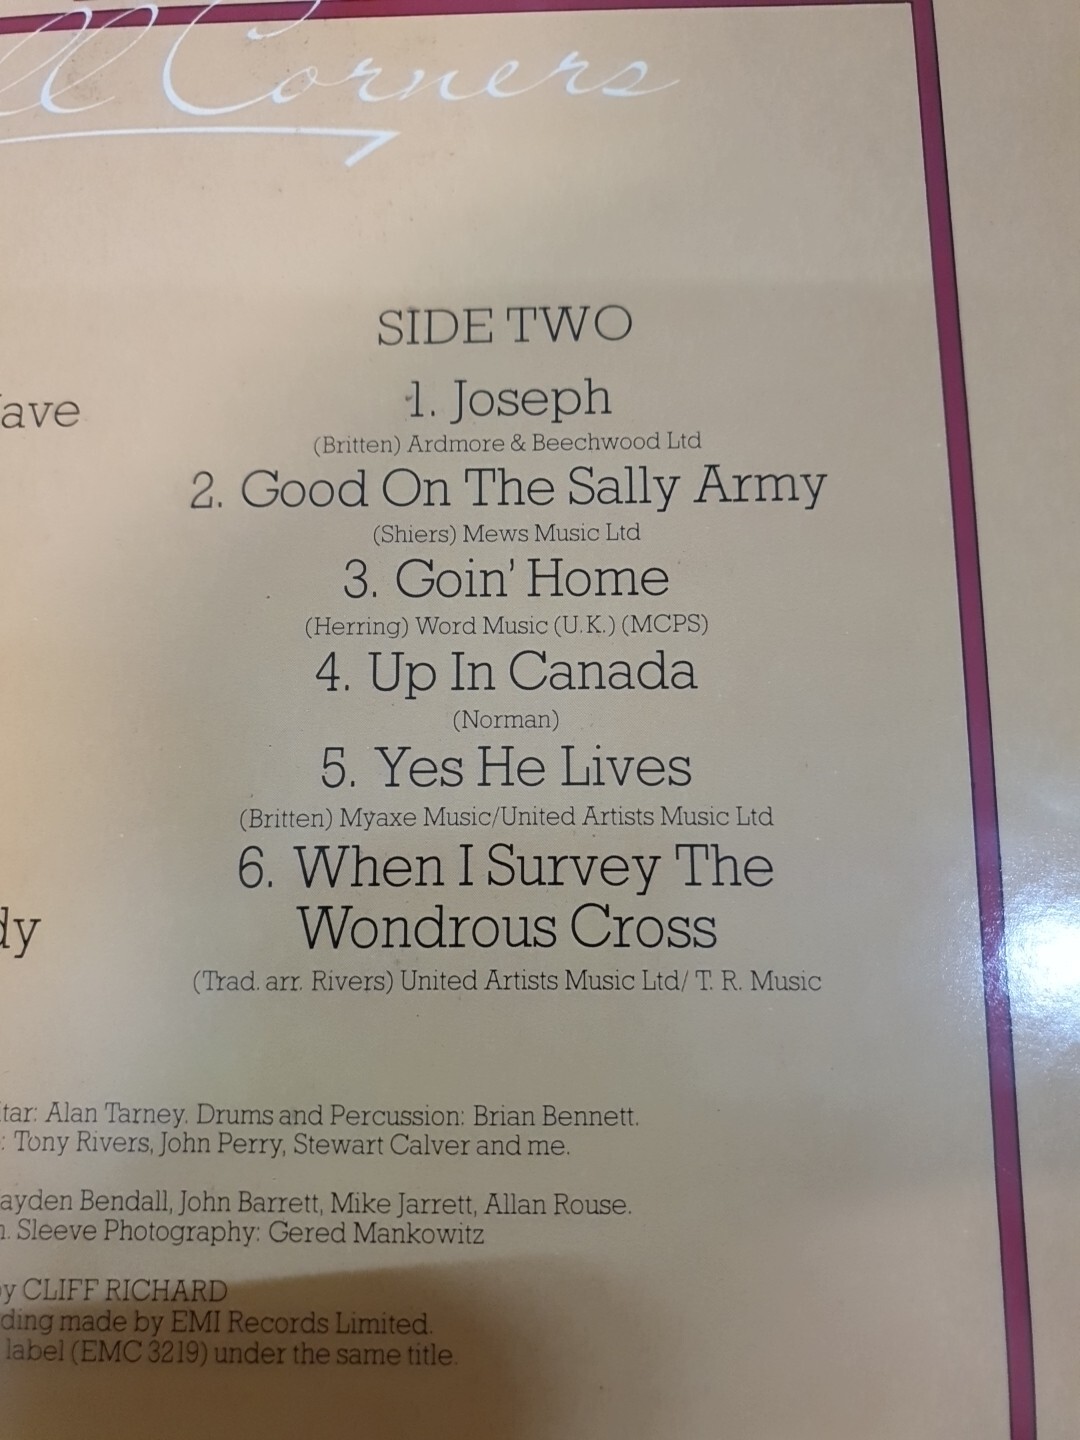 ll Corners
SIDE TWO
1. Joseph
(Britten) Ardmore & Beechwood Ltd
ave
2. Good On The Sally Army
(Shiers) Mews Music Ltd
3. Goin' Home
(Herring) Word Music (U.K.) (MCPS)
4. Up In Canada
(Norman)
5. Yes He Lives
(Britten) Myaxe Music/United Artists Music Ltd
6. When I Survey The
Wondrous Cross
dy
(Trad. arr. Rivers) United Artists Music Ltd/ T. R. Music
tar: Alan Tarney. Drums and Percussion: Brian Bennett.
: Tony Rivers, John Perry, Stewart Calver and me.
ayden Bendall, John Barrett, Mike Jarrett, Allan Rouse.
. Sleeve Photography: Gered Mankowitz
y CLIFF RICHARD
ding made by EMI Records Limited.
label (EMC 3219) under the same title.